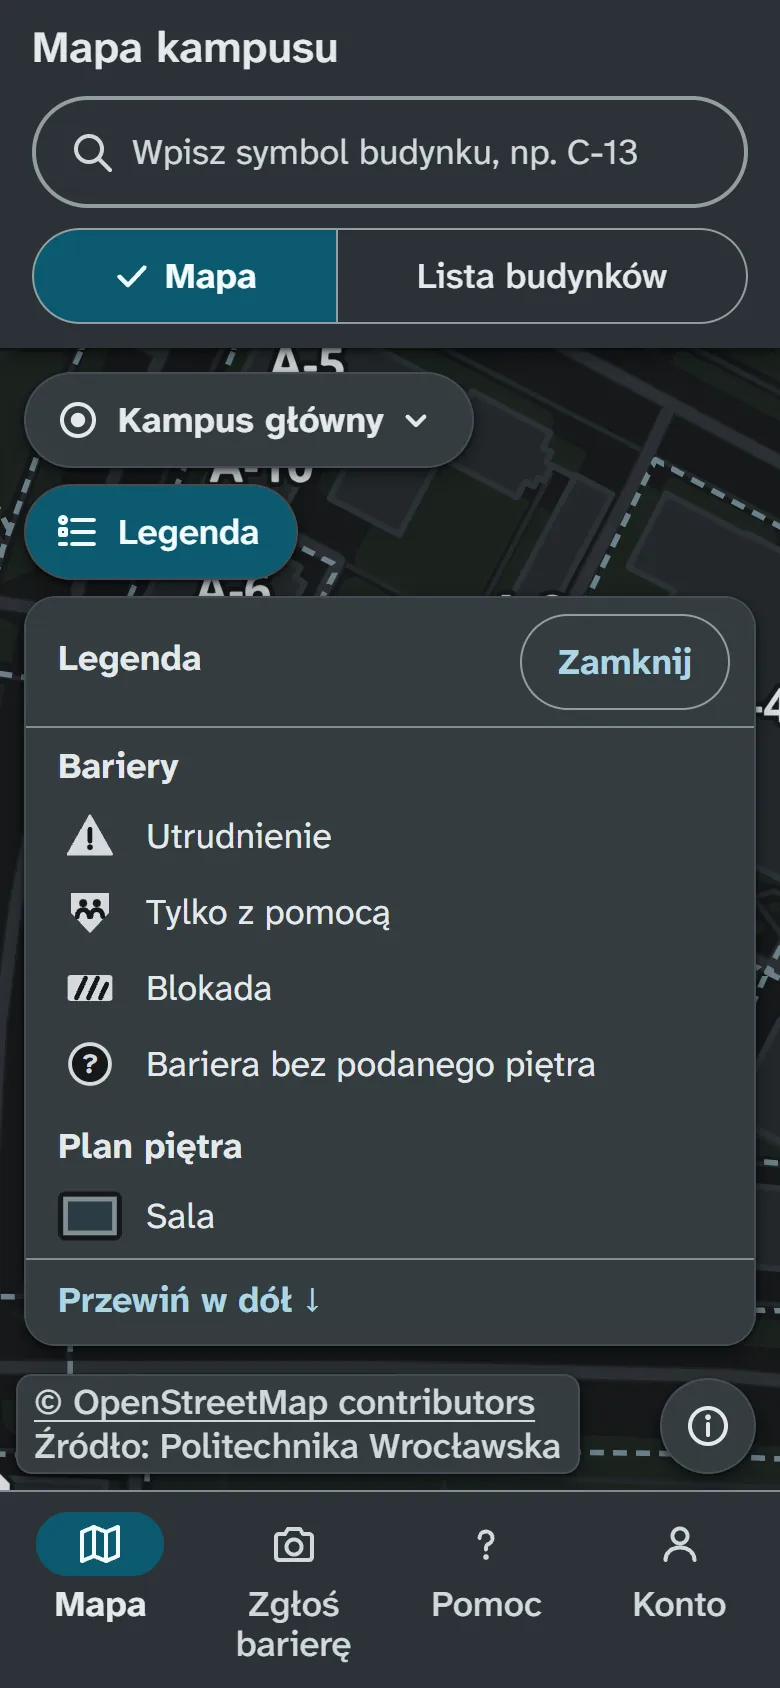 Mapa kampusu
Wpisz symbol budynku, np. C-13
Mapa
Lista budynków
A-5
Kampus główny
A-10
Legenda
A-6
Legenda
Zamknij
Bariery
! Utrudnienie
Tylko z pomocą
Blokada
? Bariera bez podanego piętra
Plan piętra
Sala
Przewiń w dół ↓
© OpenStreetMap contributors
Źródło: Politechnika Wrocławska
Mapa
Zgłoś
barierę
Pomoc
Konto